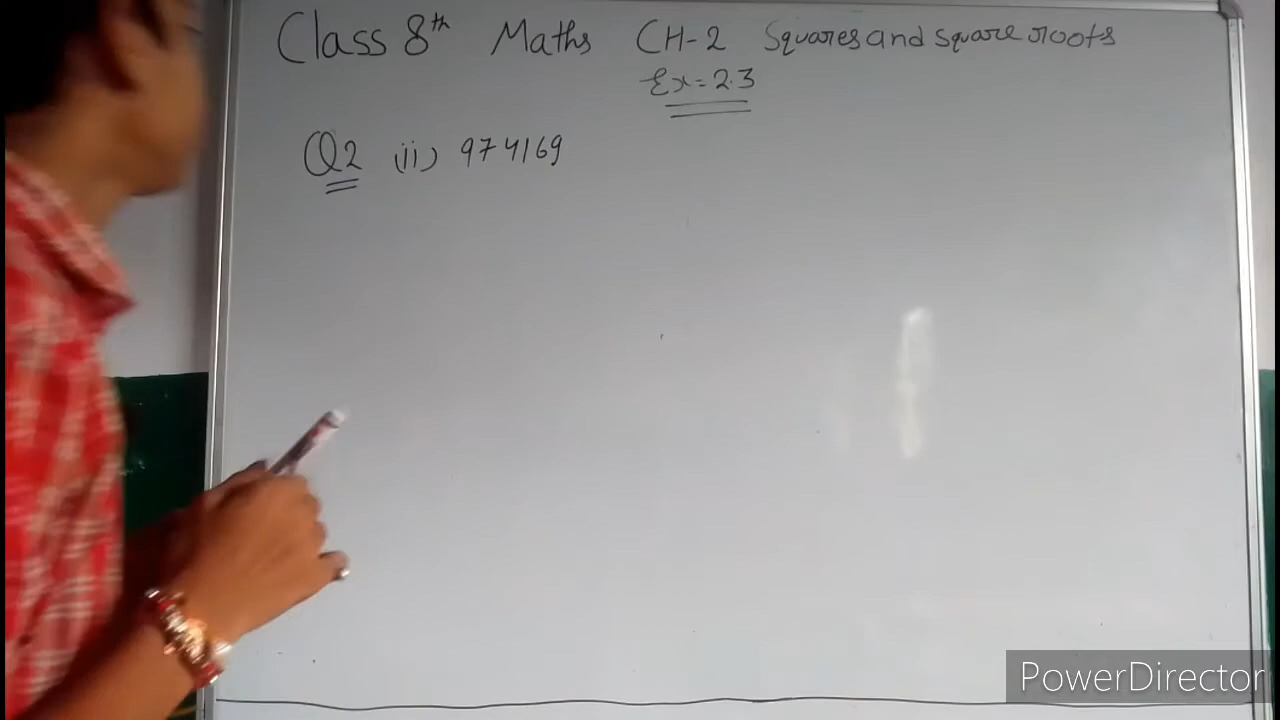 Class 8th Maths CH-2 Squares and square roots
Ex=2.3
Q2 (ii) 974169
PowerDirector